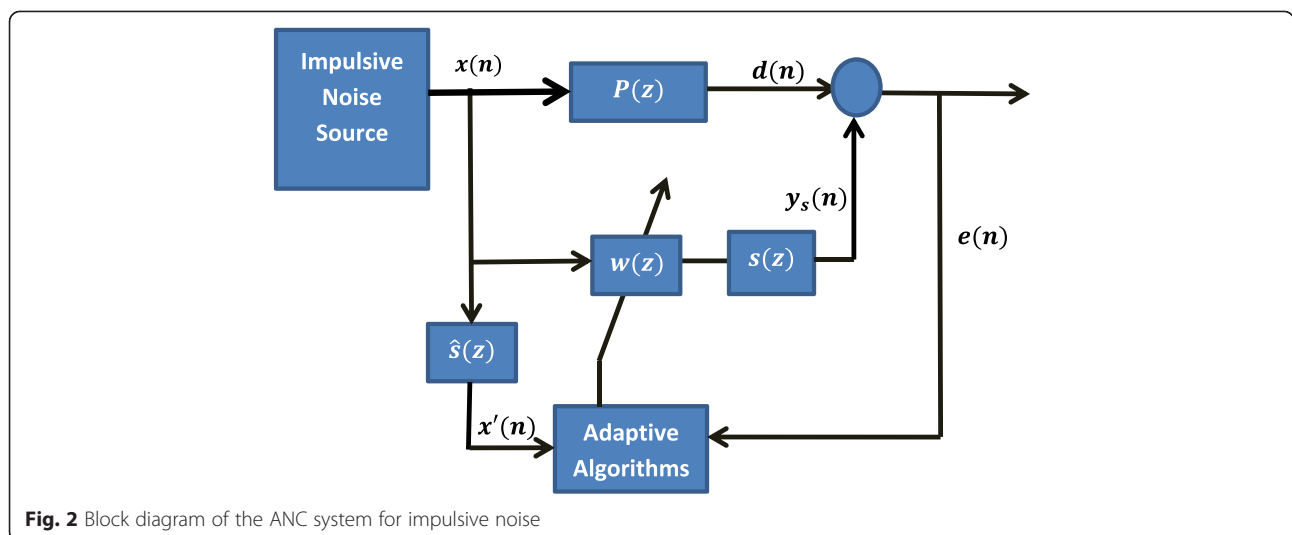 Impulsive
Noise
Source
x(n)
P(z)
d(n)
y_s(n)
e(n)
w(z)
s(z)
ŝ(z)
x′(n)
Adaptive
Algorithms
Fig. 2 Block diagram of the ANC system for impulsive noise